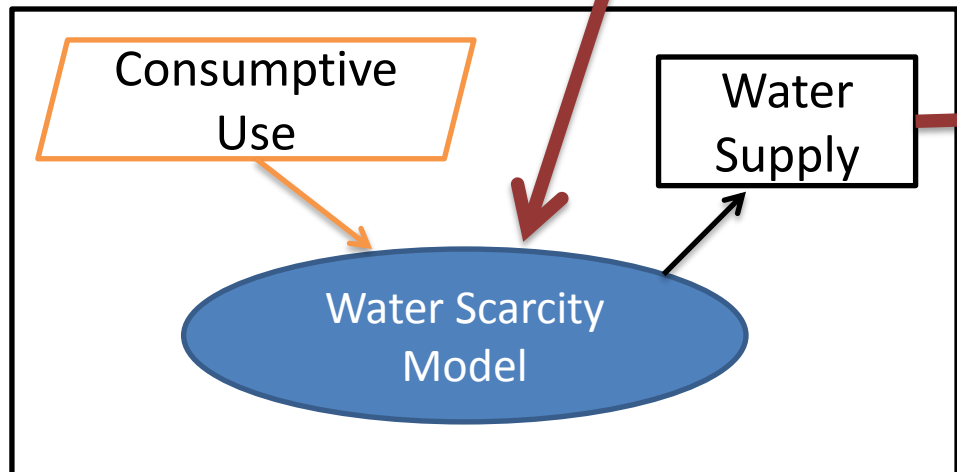 Consumptive
Use
Water
Supply
Water Scarcity
Model